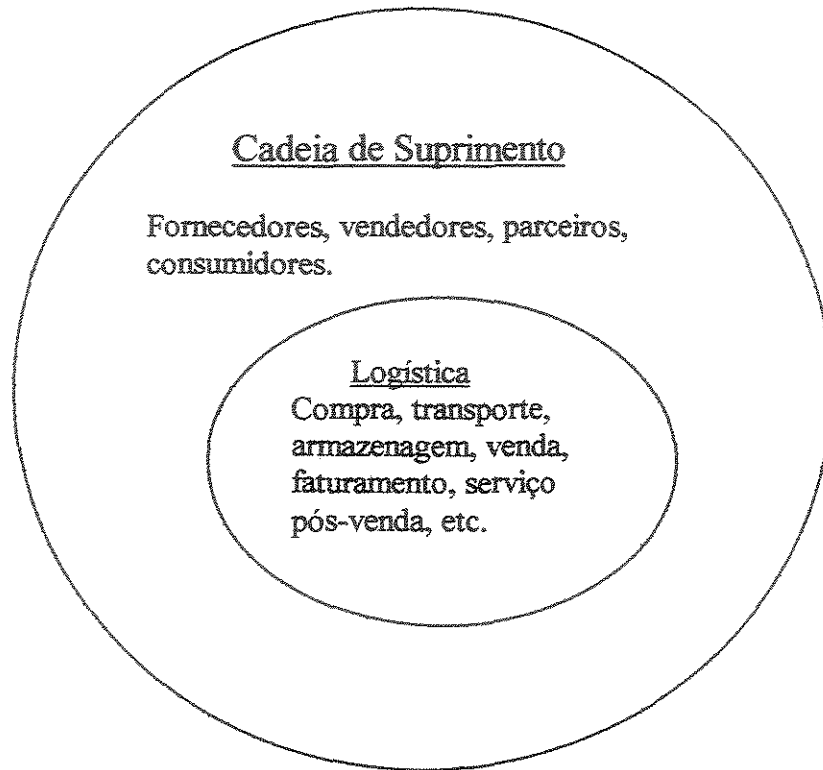 Cadeia de Suprimento
Fornecedores, vendedores, parceiros,
consumidores.
Logística
Compra, transporte,
armazenagem, venda,
faturamento, serviço
pós-venda, etc.